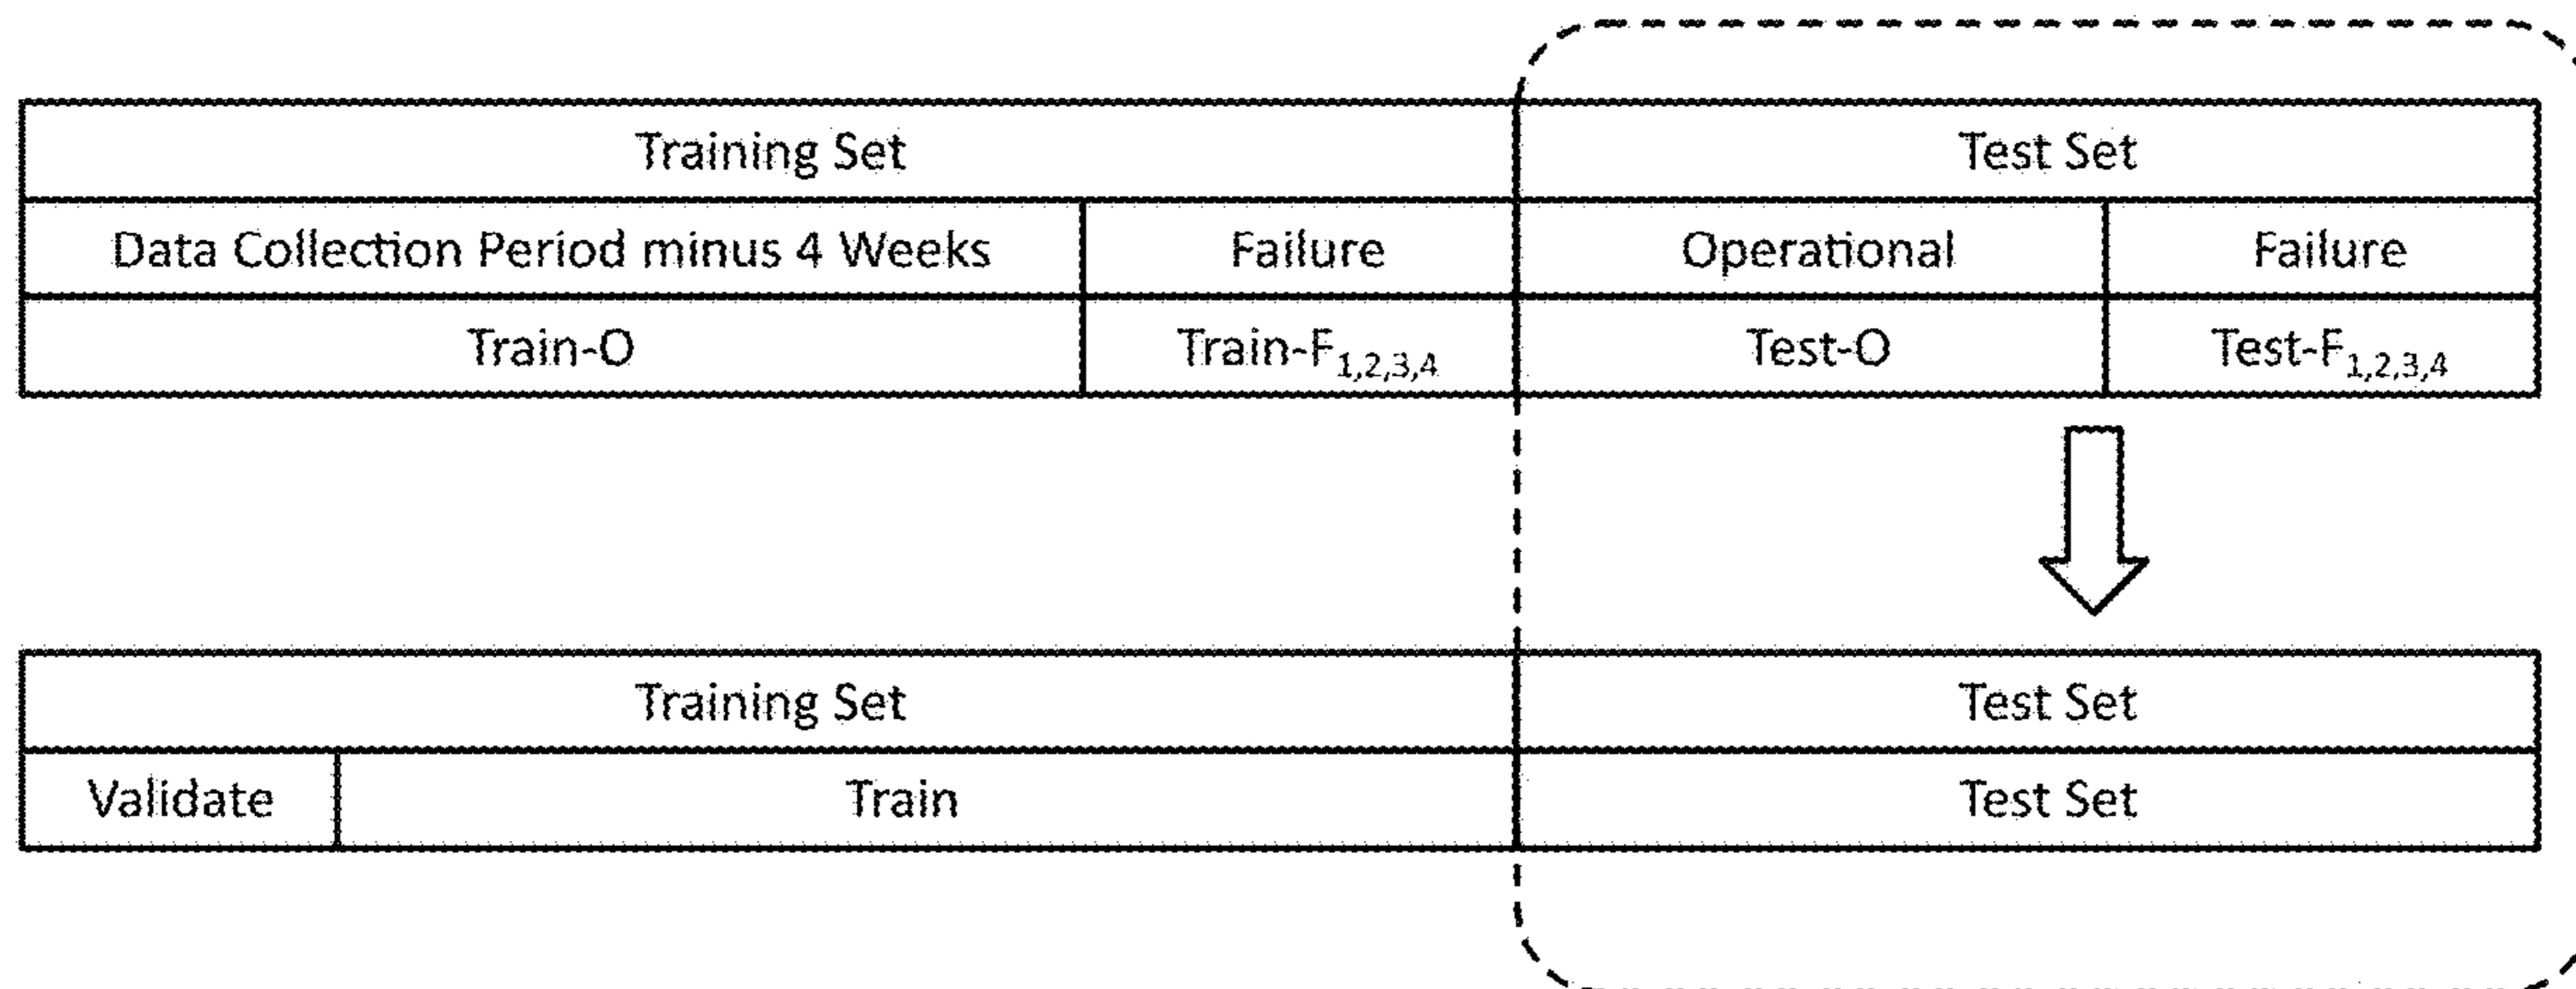 Training Set Test Set
Data Collection Period minus 4 Weeks Failure Operational Failure
Train-O Train-F1,2,3,4 Test-O Test-F1,2,3,4
Training Set Test Set
Validate Train Test Set